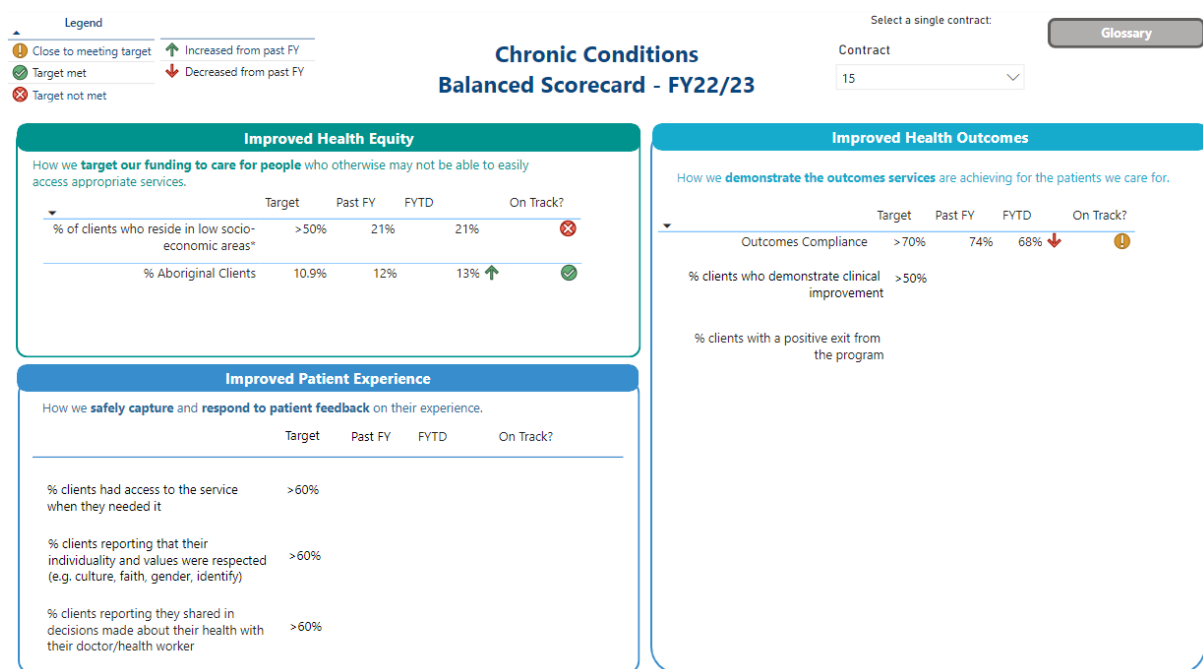 Legend
Close to meeting target
Increased from past FY
Target met
Decreased from past FY
Target not met
Chronic Conditions
Balanced Scorecard - FY22/23
Select a single contract:
Contract
15
Glossary
Improved Health Equity
How we target our funding to care for people who otherwise may not be able to easily
access appropriate services.
Target Past FY FYTD On Track?
% of clients who reside in low socio-
economic areas*
>50% 21% 21%
% Aboriginal Clients 10.9% 12% 13%
Improved Patient Experience
How we safely capture and respond to patient feedback on their experience.
Target Past FY FYTD On Track?
% clients had access to the service
when they needed it
>60%
% clients reporting that their
individuality and values were respected
(e.g. culture, faith, gender, identify)
>60%
% clients reporting they shared in
decisions made about their health with
their doctor/health worker
>60%
Improved Health Outcomes
How we demonstrate the outcomes services are achieving for the patients we care for.
Target Past FY FYTD On Track?
Outcomes Compliance >70% 74% 68%
% clients who demonstrate clinical
improvement
>50%
% clients with a positive exit from
the program